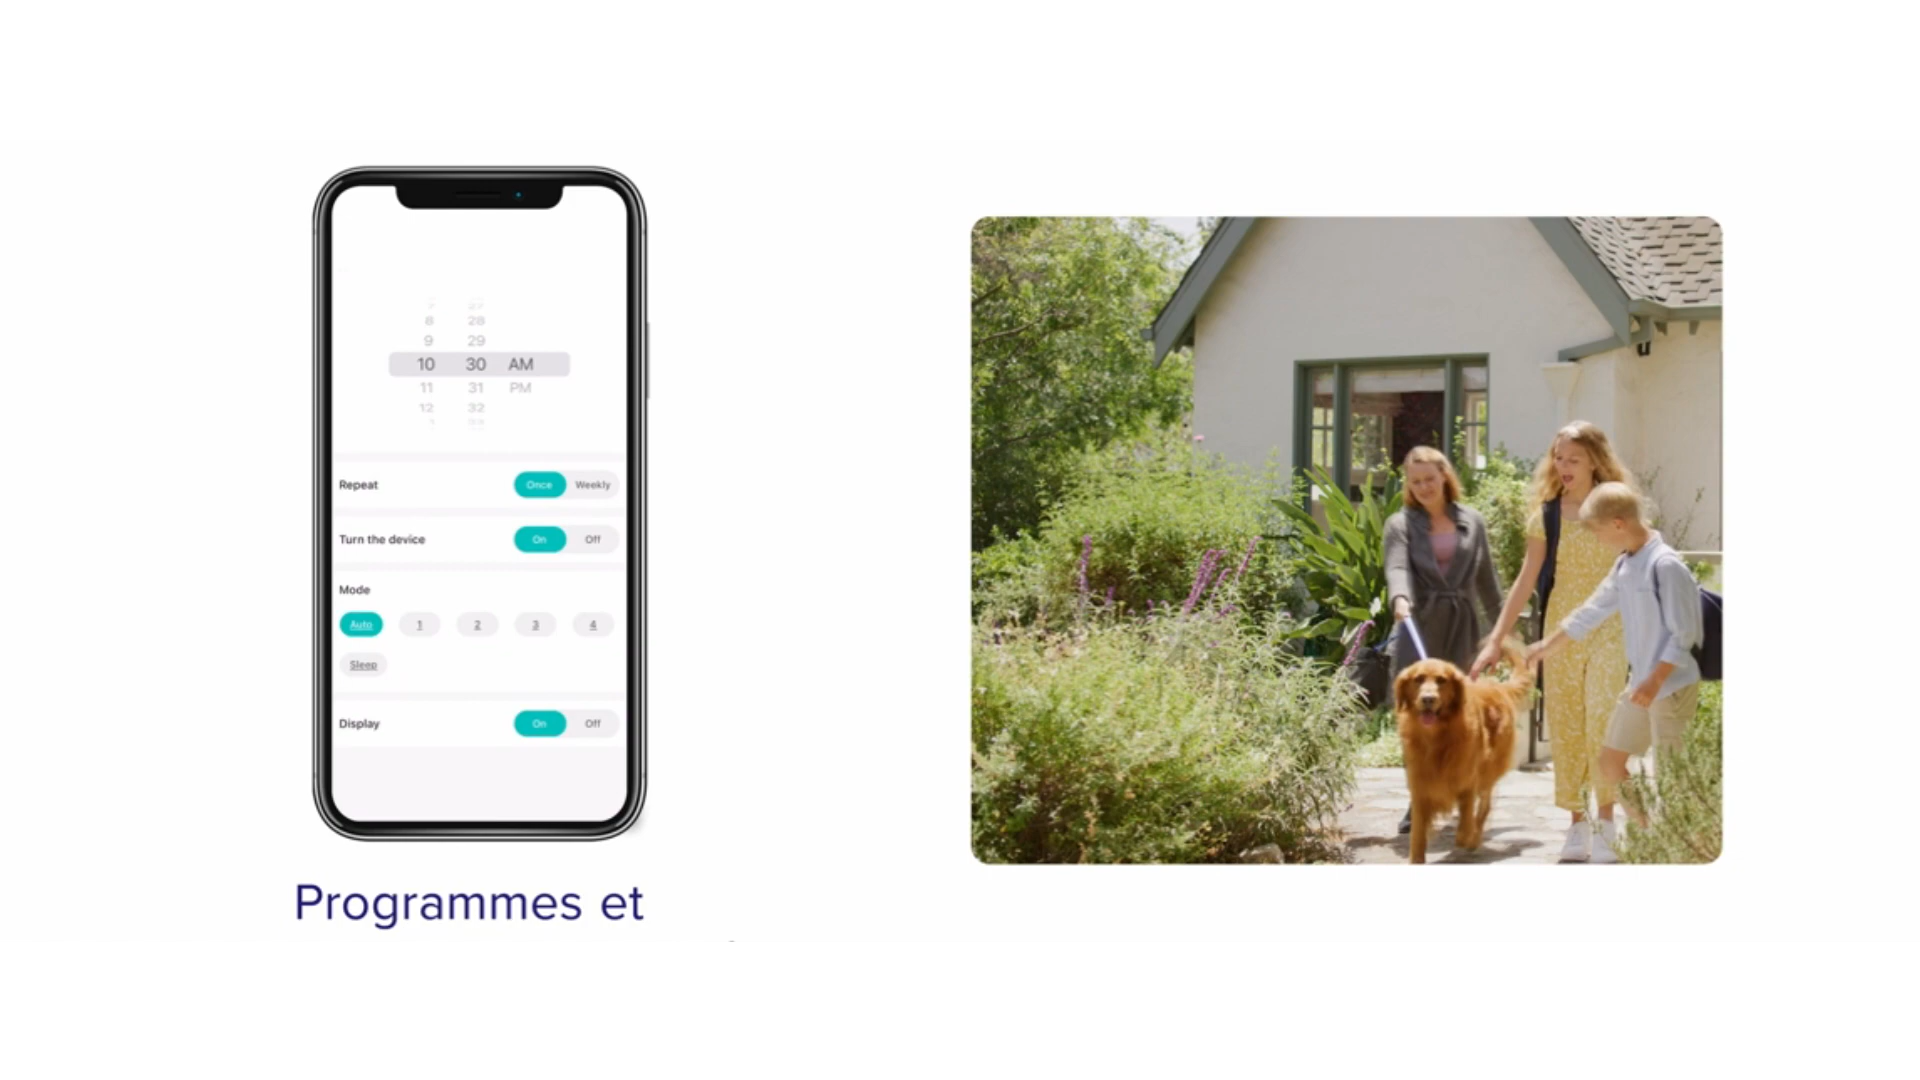 8 28
9 29
10 30 AM
11 31 PM
12 32
Repeat Once Weekly
Turn the device On Off
Mode
Auto 1 2 3 4
Sleep
Display On Off
Programmes et